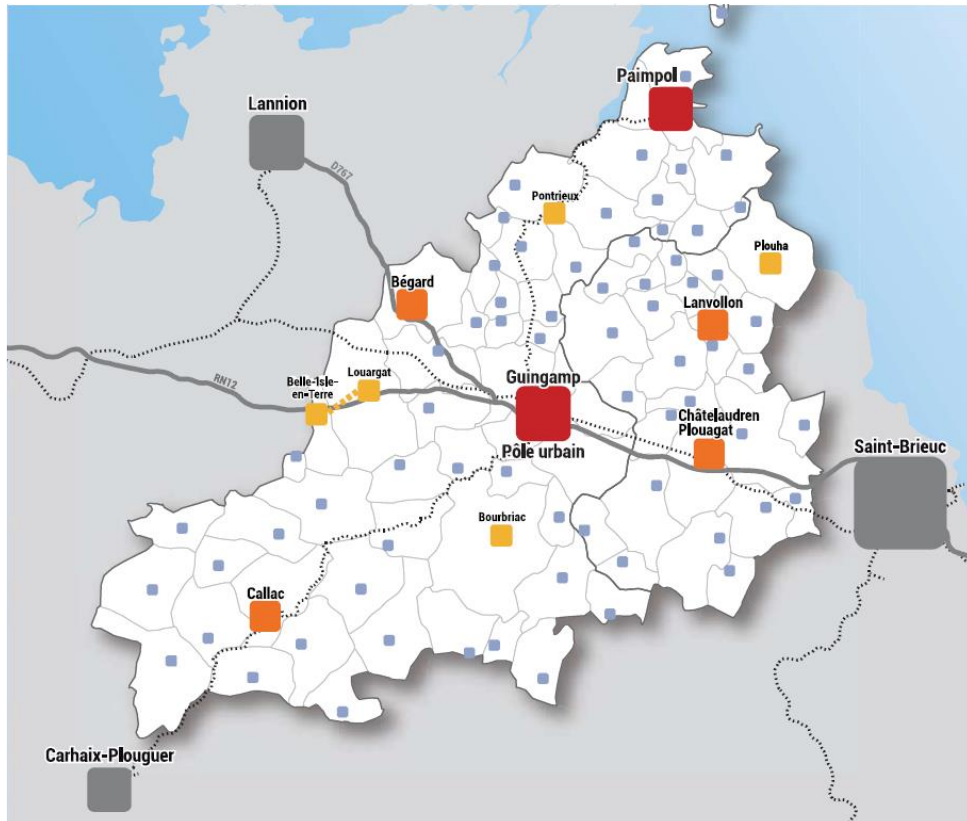 Paimpol
Lannion
D767
Pontrieux
Plouha
Bégard
Lanvollon
Louargat
Belle-Isle-
en-Terre
RN12
Guingamp
Pôle urbain
Châtelaudren
Plouagat
Saint-Brieuc
Bourbriac
Callac
Carhaix-Plouguer